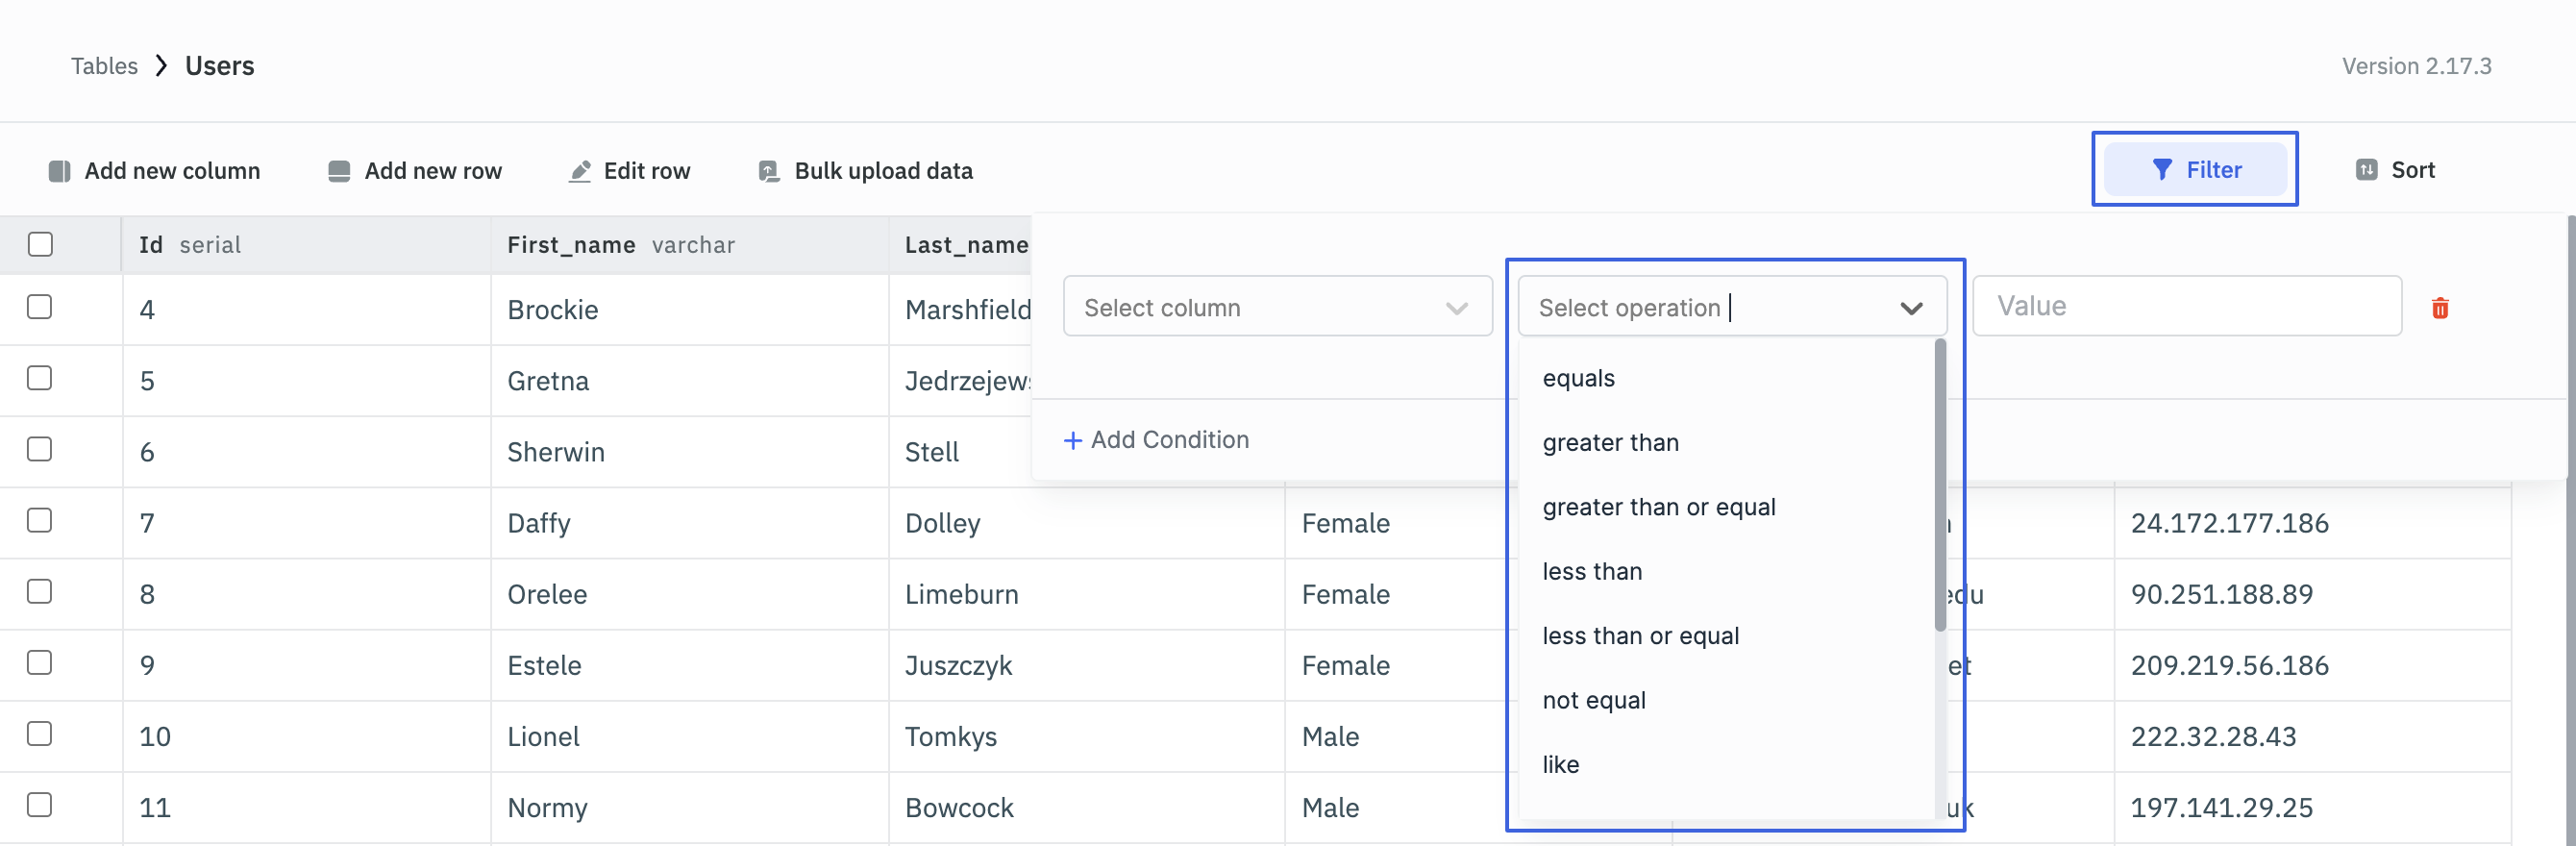 Tables > Users
Version 2.17.3
Add new column Add new row Edit row Bulk upload data Filter Sort
Id serial First_name varchar Last_name
Select column Select operation Value
4 Brockie Marshfield
equals
5 Gretna
+ Add Condition
greater than
6 Sherwin Stell
greater than or equal
7 Daffy Dolley Female 24.172.177.186
less than
8 Orelee Limeburn Female edu 90.251.188.89
less than or equal
9 Estele Juszczyk Female et 209.219.56.186
not equal
10 Lionel Tomkys Male 222.32.28.43
like
11 Normy Bowcock Male uk 197.141.29.25